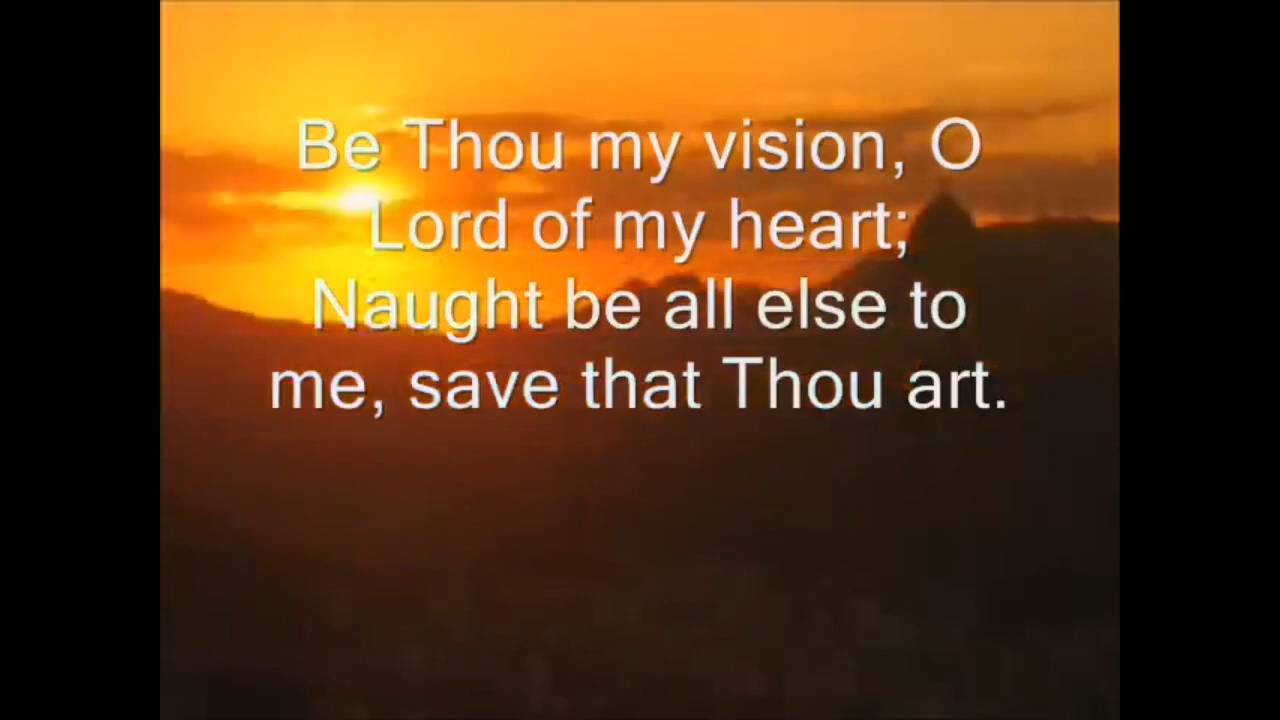 Be Thou my vision, O
Lord of my heart;
Naught be all else to
me, save that Thou art.